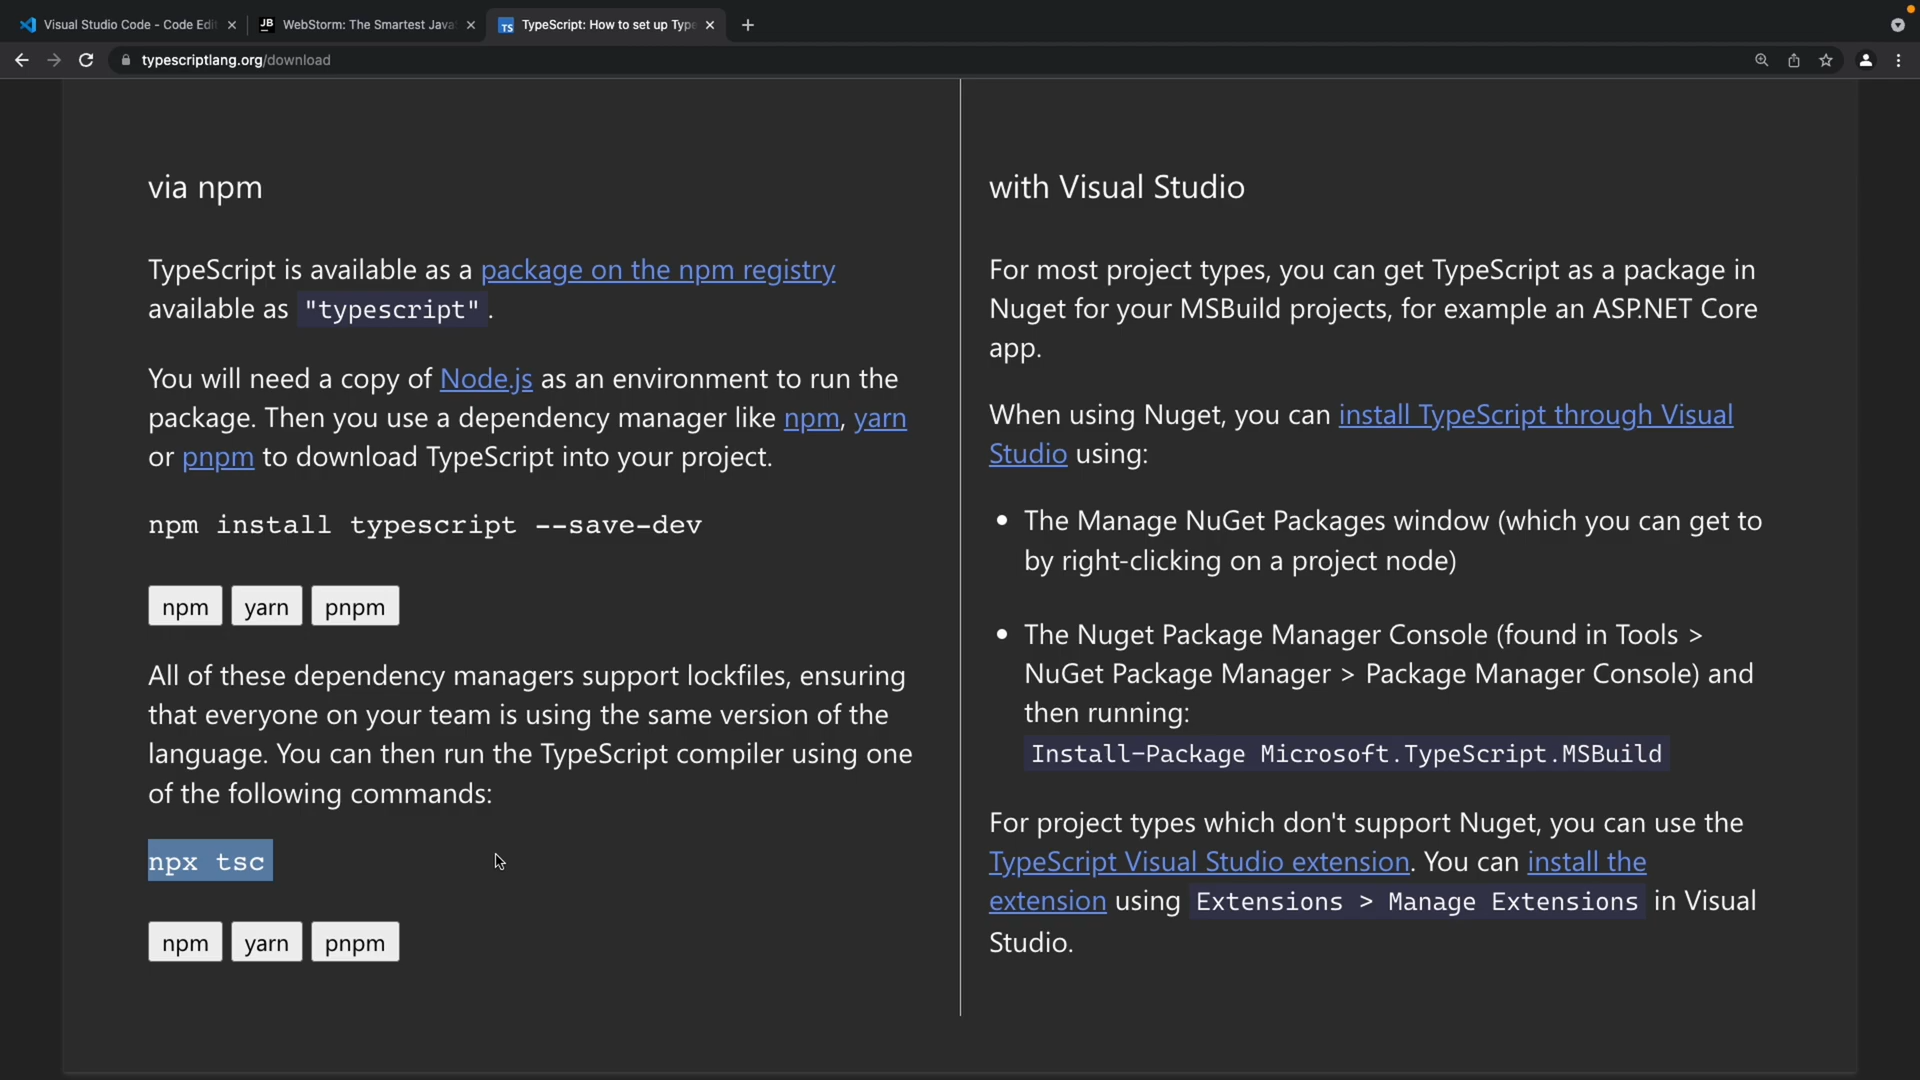 Visual Studio Code - Code Edit
WebStorm: The Smartest Java
TypeScript: How to set up Type
typescriptlang.org/download
via npm
TypeScript is available as a package on the npm registry
available as "typescript".
You will need a copy of Node.js as an environment to run the
package. Then you use a dependency manager like npm, yarn
or pnpm to download TypeScript into your project.
npm install typescript --save-dev
npm yarn pnpm
All of these dependency managers support lockfiles, ensuring
that everyone on your team is using the same version of the
language. You can then run the TypeScript compiler using one
of the following commands:
npx tsc
npm yarn pnpm
with Visual Studio
For most project types, you can get TypeScript as a package in
Nuget for your MSBuild projects, for example an ASP.NET Core
app.
When using Nuget, you can install TypeScript through Visual
Studio using:
• The Manage NuGet Packages window (which you can get to
by right-clicking on a project node)
• The Nuget Package Manager Console (found in Tools >
NuGet Package Manager > Package Manager Console) and
then running:
Install-Package Microsoft.TypeScript.MSBuild
For project types which don't support Nuget, you can use the
TypeScript Visual Studio extension. You can install the
extension using Extensions > Manage Extensions in Visual
Studio.